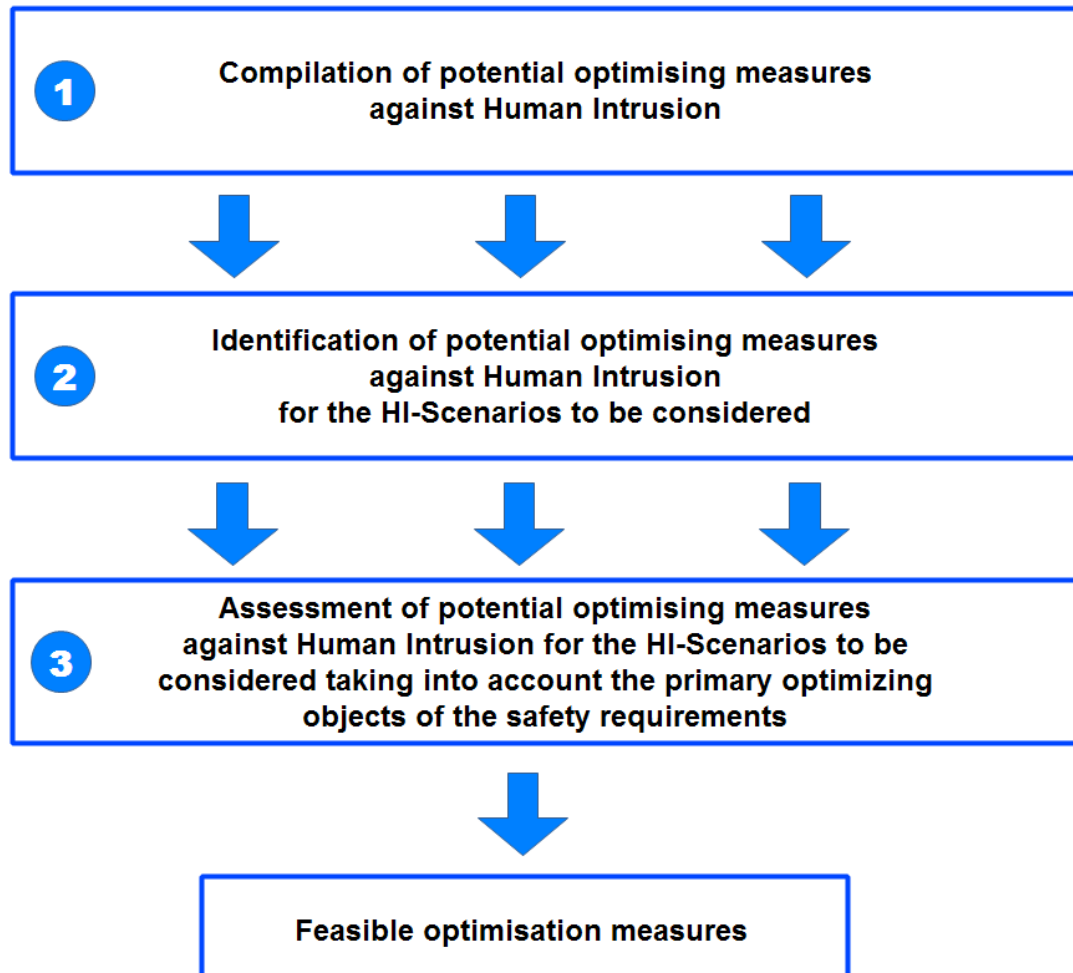 1
Compilation of potential optimising measures
against Human Intrusion
2
Identification of potential optimising measures
against Human Intrusion
for the HI-Scenarios to be considered
3
Assessment of potential optimising measures
against Human Intrusion for the HI-Scenarios to be
considered taking into account the primary optimizing
objects of the safety requirements
Feasible optimisation measures